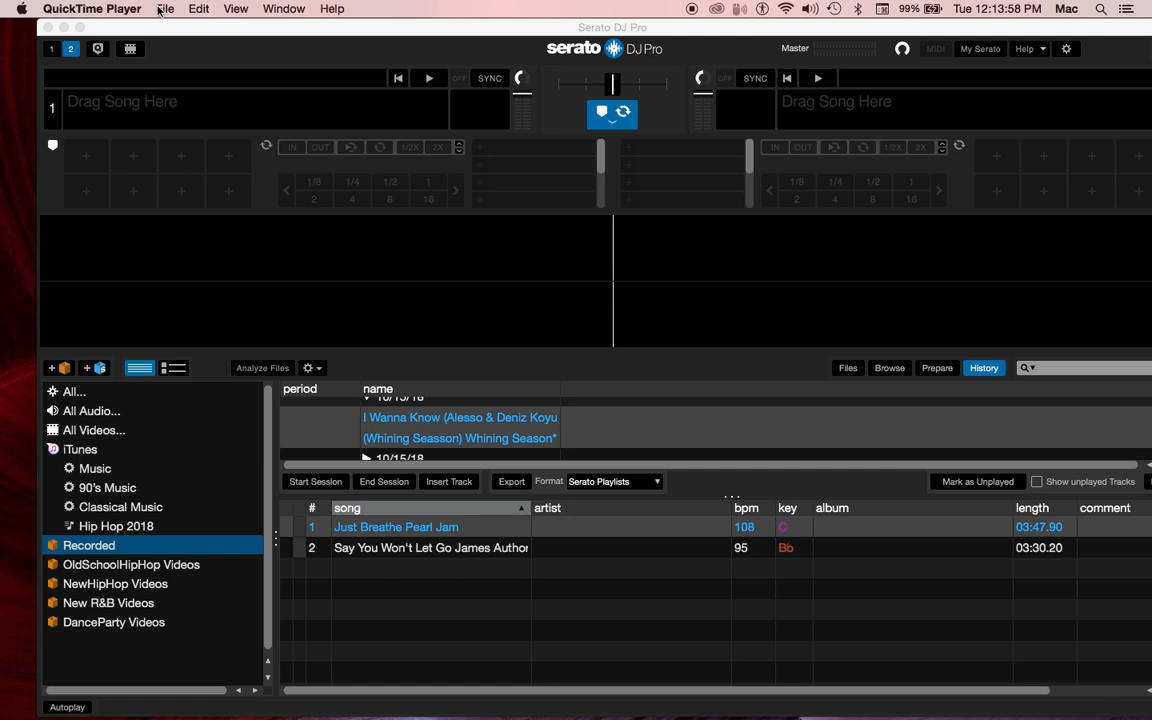 QuickTime Player File Edit View Window Help 99% Tue 12:13:58 PM Mac
Serato DJ Pro
1 2 serato DJ Pro Master MIDI My Serato Help
OFF SYNC OFF SYNC
1 Drag Song Here Drag Song Here
IN OUT 1/2X 2X IN OUT 1/2X 2X
1/8 1/4 1/2 1 1/8 1/4 1/2 1
2 4 8 16 2 4 8 16
Analyze Files Files Browse Prepare History
period name
10/15/18
I Wanna Know (Alesso & Deniz Koyu
(Whining Seasson) Whining Season*
10/15/18
All...
All Audio...
All Videos...
iTunes
Music
90's Music
Classical Music
Hip Hop 2018
Recorded
OldSchoolHipHop Videos
NewHipHop Videos
New R&B Videos
DanceParty Videos
Start Session End Session Insert Track Export Format Serato Playlists Mark as Unplayed Show unplayed Tracks
# song artist bpm key album length comment
1 Just Breathe Pearl Jam 108 C 03:47.90
2 Say You Won't Let Go James Author 95 Bb 03:30.20
Autoplay